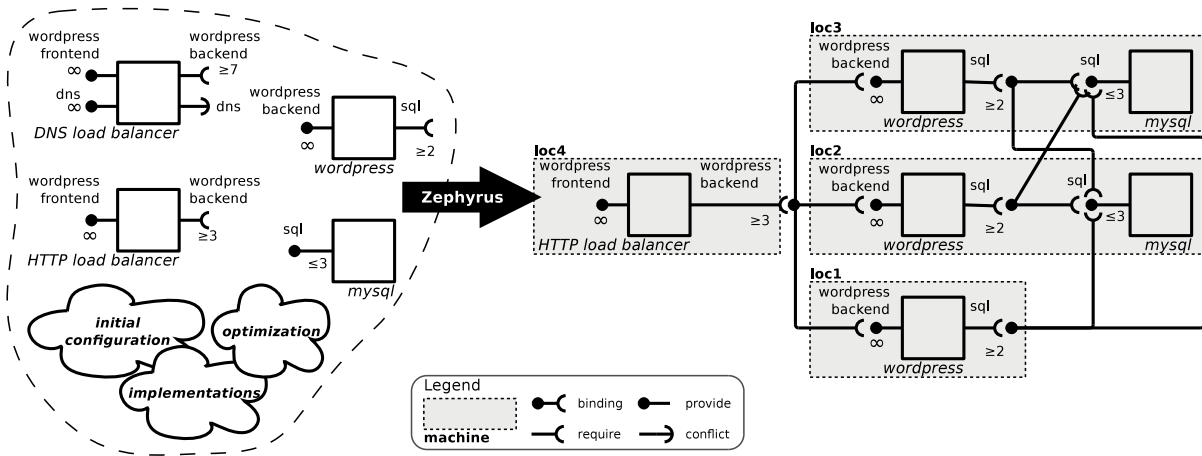 wordpress
frontend
∞
wordpress
backend
≥7
dns
∞
dns
DNS load balancer
wordpress
backend
∞
sql
≥2
wordpress
wordpress
frontend
∞
wordpress
backend
≥3
HTTP load balancer
sql
≤3
mysql
initial
configuration
optimization
implementations
Zephyrus
loc4
wordpress
frontend
∞
wordpress
backend
≥3
HTTP load balancer
loc3
wordpress
backend
∞
sql
≥2
wordpress
sql
≤3
mysql
loc2
wordpress
backend
∞
sql
≥2
wordpress
sql
≤3
mysql
loc1
wordpress
backend
∞
sql
≥2
wordpress
Legend
machine
binding
provide
require
conflict